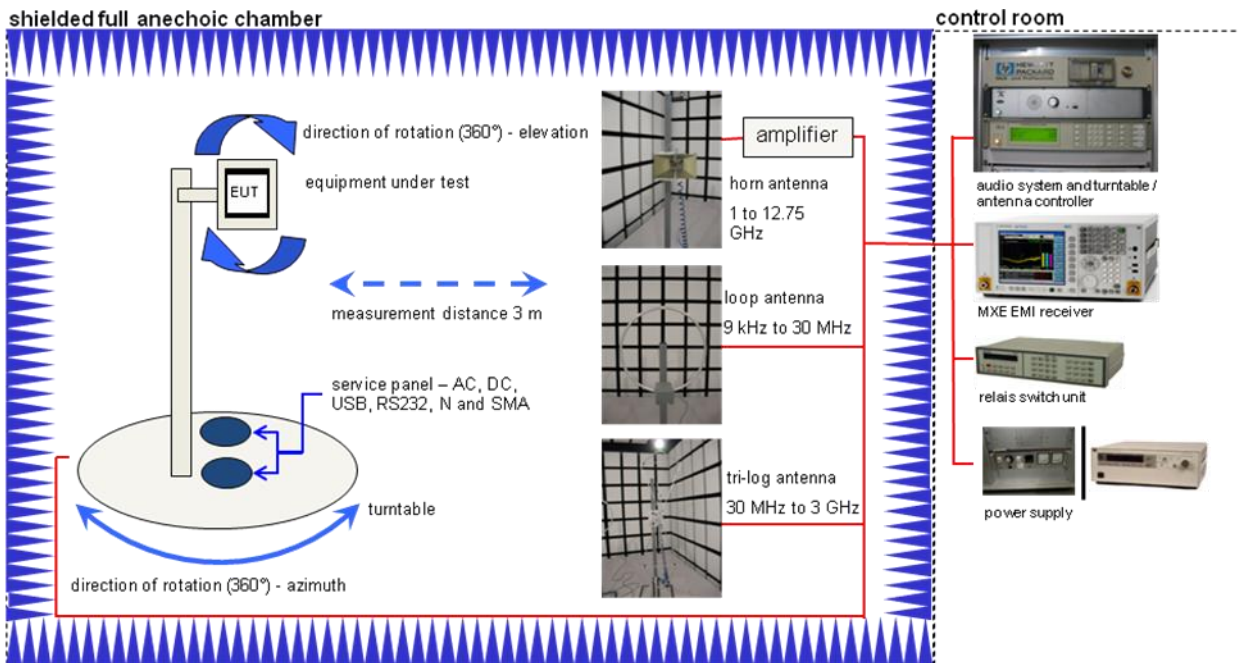 shielded full anechoic chamber
control room
direction of rotation (360°) - elevation
EUT
equipment under test
measurement distance 3 m
service panel – AC, DC,
USB, RS232, N and SMA
turntable
direction of rotation (360°) - azimuth
amplifier
horn antenna
1 to 12.75
GHz
loop antenna
9 kHz to 30 MHz
tri-log antenna
30 MHz to 3 GHz
hp
HEWLETT
PACKARD
audio system and turntable /
antenna controller
MXE EMI receiver
relais switch unit
power supply